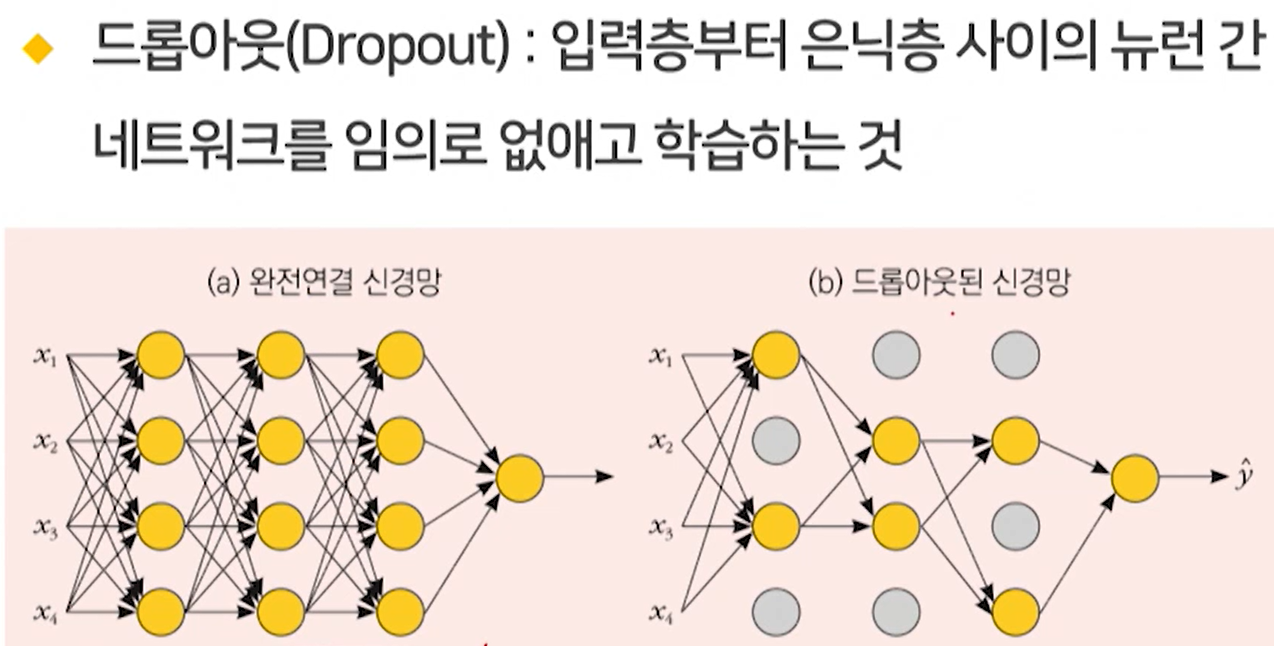 드롭아웃(Dropout) : 입력층부터 은닉층 사이의 뉴런 간
네트워크를 임의로 없애고 학습하는 것
(a) 완전연결 신경망
(b) 드롭아웃된 신경망
x₁
x₂
x₃
x₄
x₁
x₂
x₃
x₄
ŷ